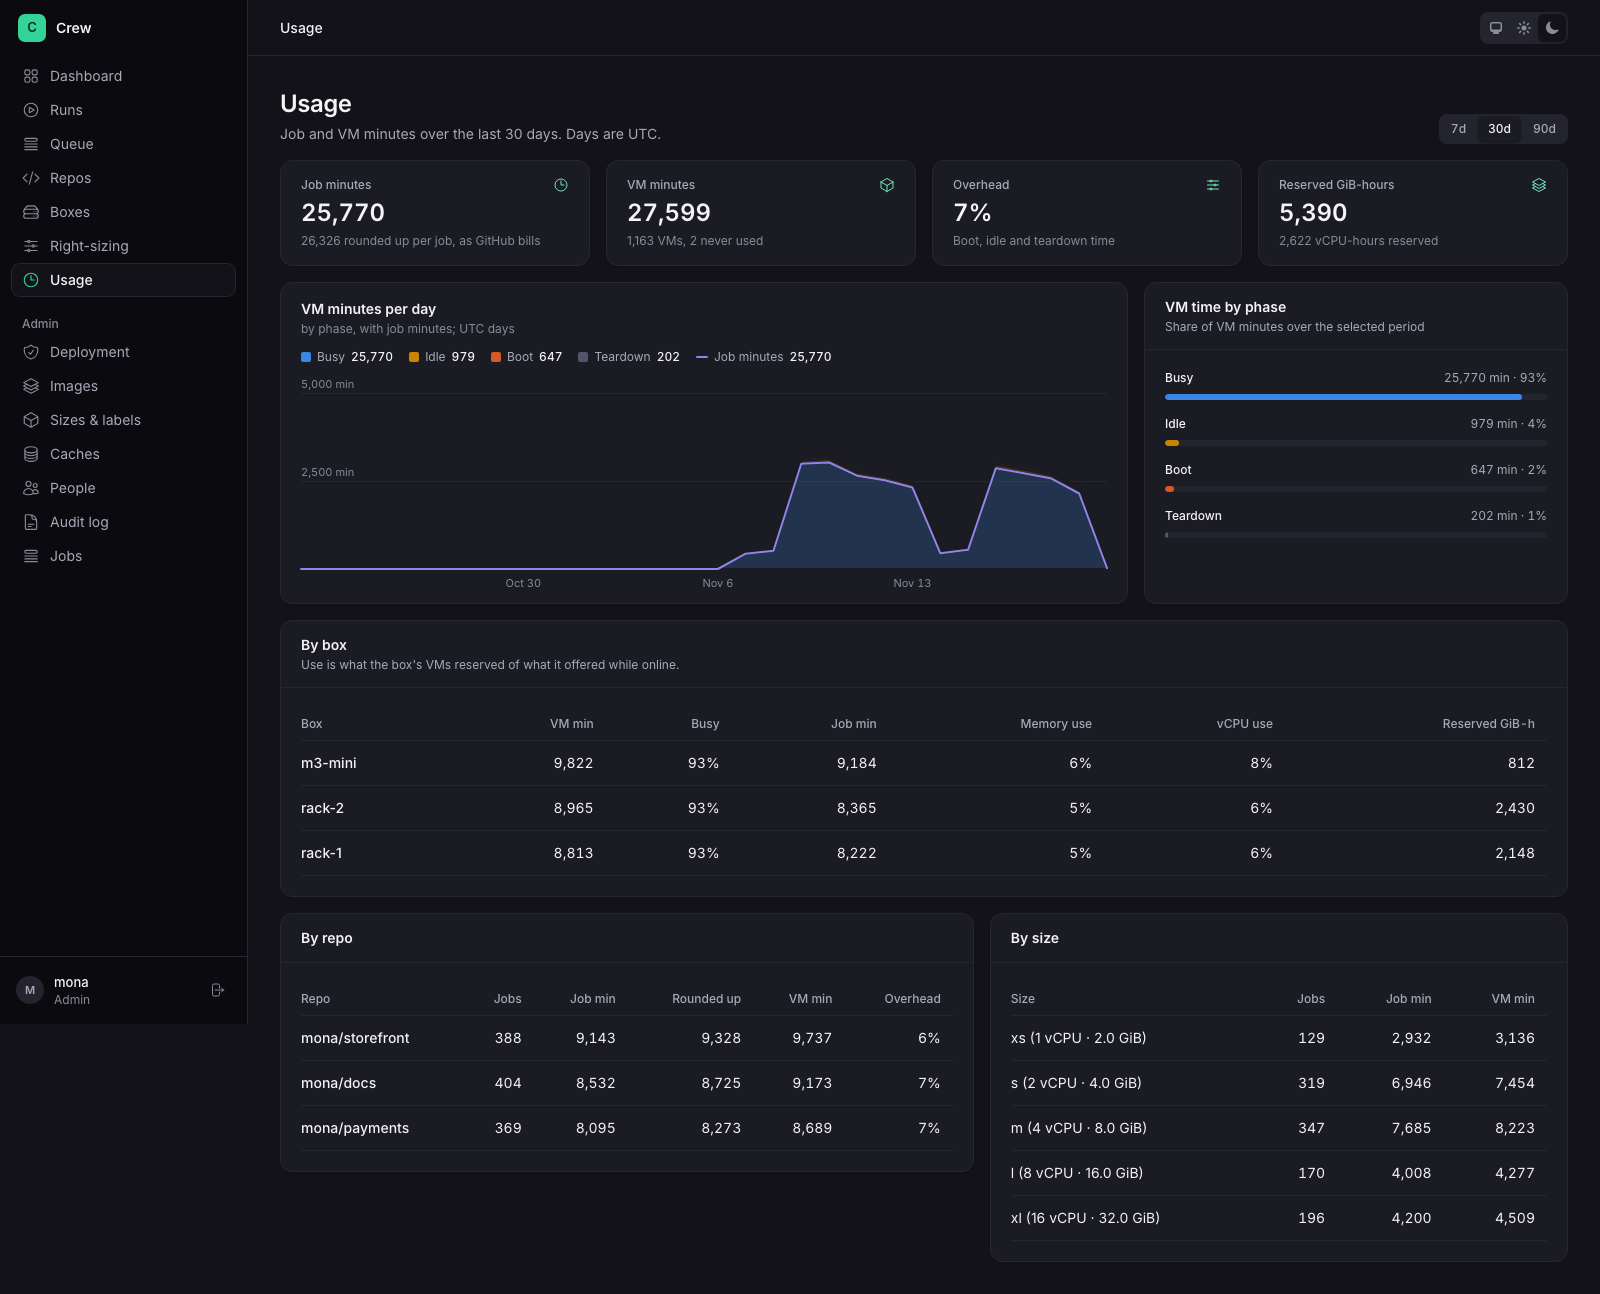 C Crew
Dashboard
Runs
Queue
Repos
Boxes
Right-sizing
Usage
Admin
Deployment
Images
Sizes & labels
Caches
People
Audit log
Jobs
M mona
Admin
Usage
Usage
Job and VM minutes over the last 30 days. Days are UTC.
7d 30d 90d
Job minutes
25,770
26,326 rounded up per job, as GitHub bills
VM minutes
27,599
1,163 VMs, 2 never used
Overhead
7%
Boot, idle and teardown time
Reserved GiB-hours
5,390
2,622 vCPU-hours reserved
VM minutes per day
by phase, with job minutes; UTC days
Busy 25,770 Idle 979 Boot 647 Teardown 202 Job minutes 25,770
5,000 min
2,500 min
Oct 30 Nov 6 Nov 13
VM time by phase
Share of VM minutes over the selected period
Busy 25,770 min · 93%
Idle 979 min · 4%
Boot 647 min · 2%
Teardown 202 min · 1%
By box
Use is what the box's VMs reserved of what it offered while online.
Box VM min Busy Job min Memory use vCPU use Reserved GiB-h
m3-mini 9,822 93% 9,184 6% 8% 812
rack-2 8,965 93% 8,365 5% 6% 2,430
rack-1 8,813 93% 8,222 5% 6% 2,148
By repo
Repo Jobs Job min Rounded up VM min Overhead
mona/storefront 388 9,143 9,328 9,737 6%
mona/docs 404 8,532 8,725 9,173 7%
mona/payments 369 8,095 8,273 8,689 7%
By size
Size Jobs Job min VM min
xs (1 vCPU · 2.0 GiB) 129 2,932 3,136
s (2 vCPU · 4.0 GiB) 319 6,946 7,454
m (4 vCPU · 8.0 GiB) 347 7,685 8,223
l (8 vCPU · 16.0 GiB) 170 4,008 4,277
xl (16 vCPU · 32.0 GiB) 196 4,200 4,509